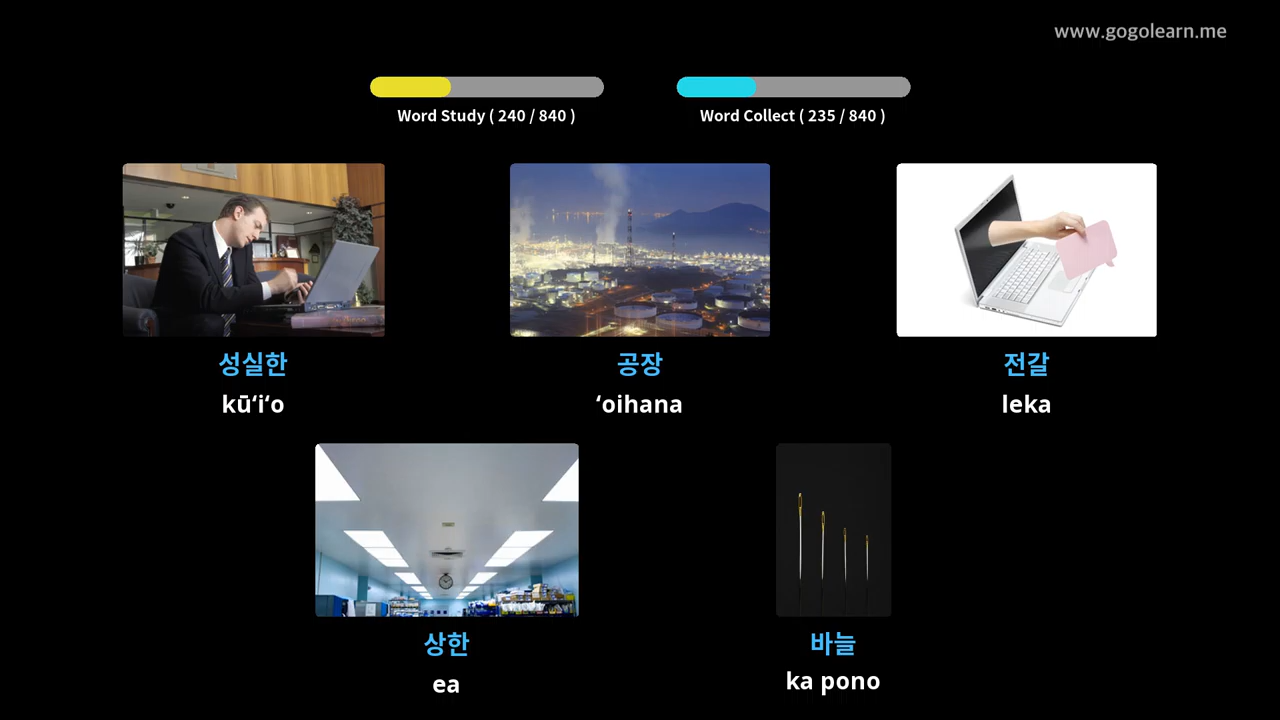 www.gogolearn.me
Word Study ( 240 / 840 )
Word Collect ( 235 / 840 )
성실한
kūʻiʻo
공장
ʻoihana
전갈
leka
상한
ea
바늘
ka pono